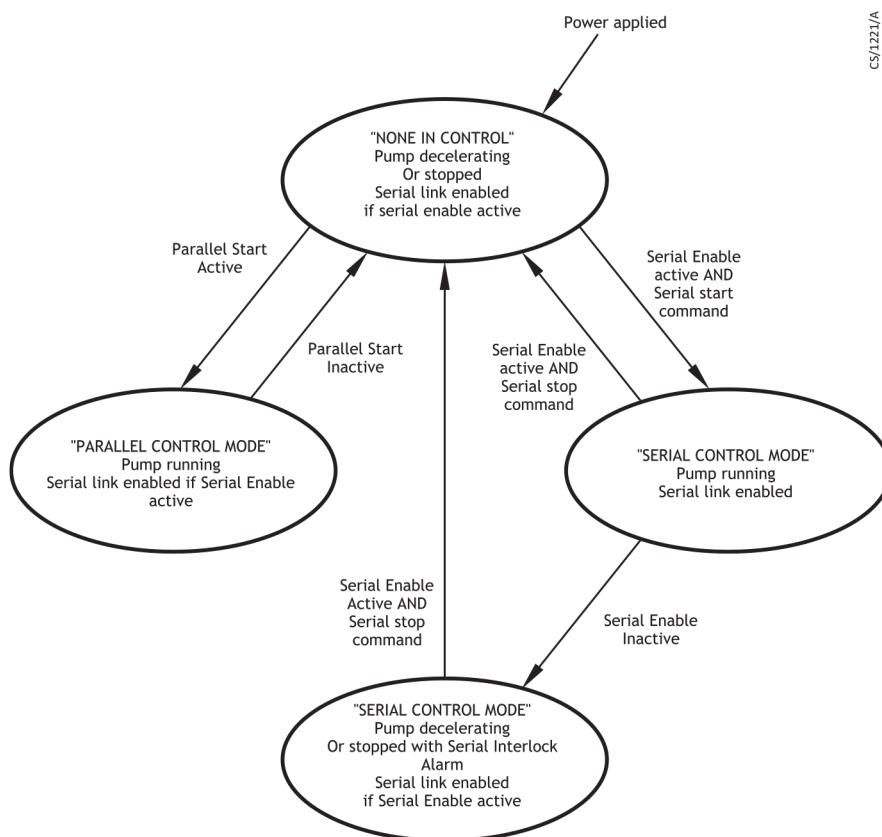 Power applied
CS/1221/A
"NONE IN CONTROL"
Pump decelerating
Or stopped
Serial link enabled
if serial enable active
Parallel Start
Active
Serial Enable
active AND
Serial start
command
Parallel Start
Inactive
Serial Enable
active AND
Serial stop
command
"PARALLEL CONTROL MODE"
Pump running
Serial link enabled if Serial Enable
active
"SERIAL CONTROL MODE"
Pump running
Serial link enabled
Serial Enable
Active AND
Serial stop
command
Serial Enable
Inactive
"SERIAL CONTROL MODE"
Pump decelerating
Or stopped with Serial Interlock
Alarm
Serial link enabled
if Serial Enable active